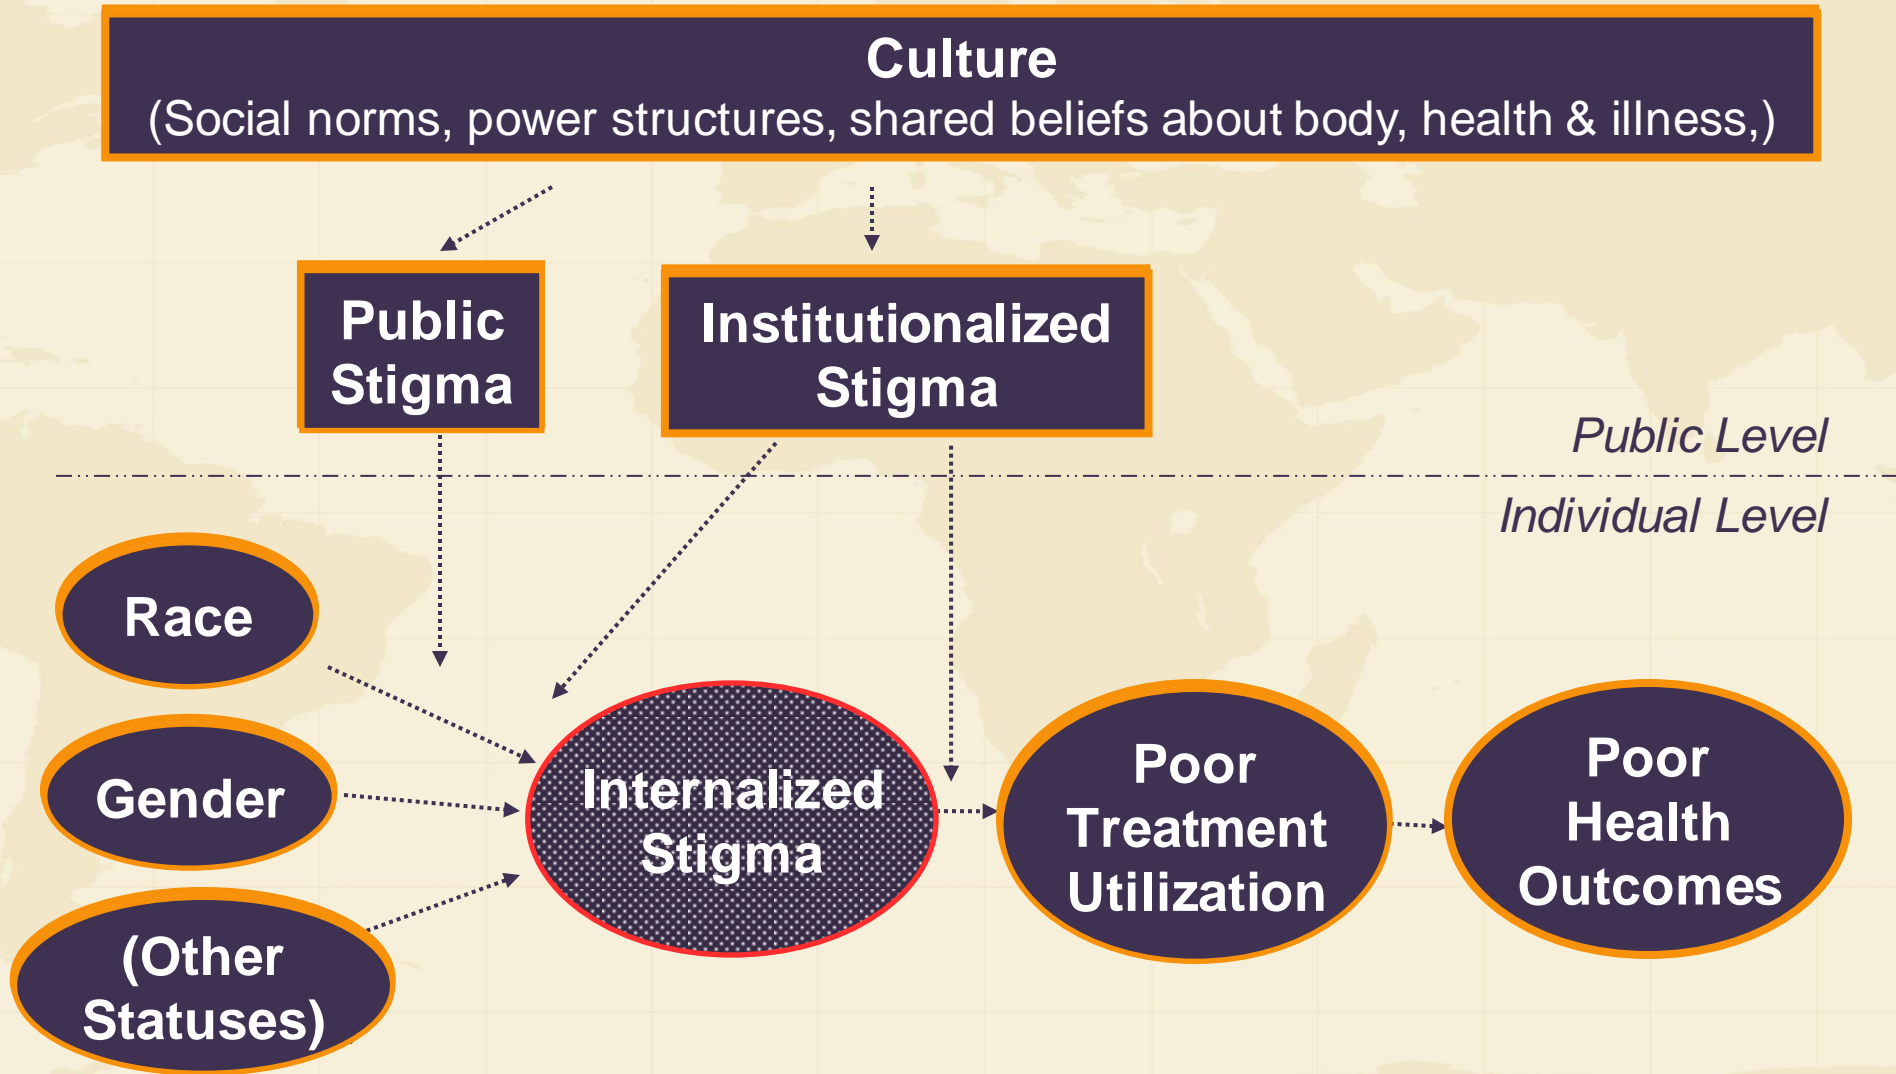 Culture
(Social norms, power structures, shared beliefs about body, health & illness,)
Public
Stigma
Institutionalized
Stigma
Public Level
Individual Level
Race
Gender
(Other
Statuses)
Internalized
Stigma
Poor
Treatment
Utilization
Poor
Health
Outcomes